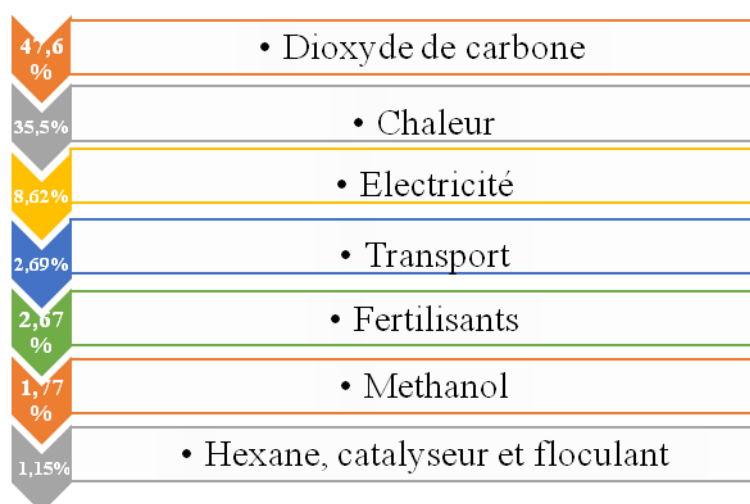 47,6
%
• Dioxyde de carbone
35,5%
• Chaleur
8,62%
• Electricité
2,69%
• Transport
2,67
%
• Fertilisants
1,77
%
• Methanol
1,15%
• Hexane, catalyseur et floculant